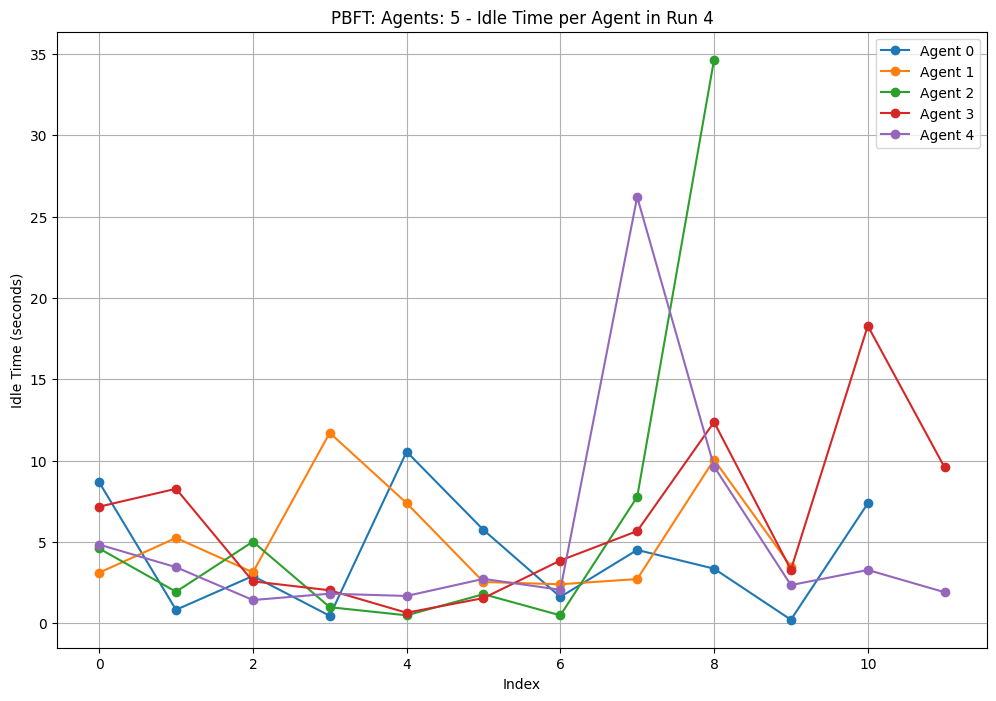 PBFT: Agents: 5 - Idle Time per Agent in Run 4
Agent 0
Agent 1
Agent 2
Agent 3
Agent 4
Idle Time (seconds)
35
30
25
20
15
10
5
0
0 2 4 6 8 10
Index